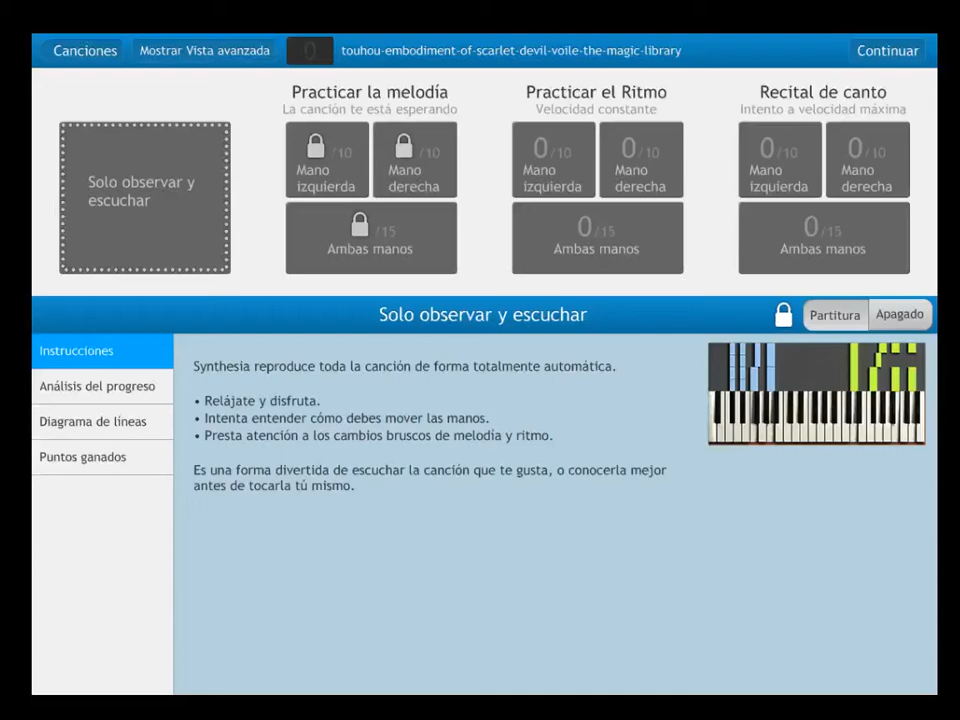 Canciones
Mostrar Vista avanzada
0
touhou-embodiment-of-scarlet-devil-voile-the-magic-library
Continuar
Practicar la melodía
La canción te está esperando
Practicar el Ritmo
Velocidad constante
Recital de canto
Intento a velocidad máxima
Solo observar y
escuchar
/10
Mano
izquierda
/10
Mano
derecha
/15
Ambas manos
0/10
Mano
izquierda
0/10
Mano
derecha
0/15
Ambas manos
0/10
Mano
izquierda
0/10
Mano
derecha
0/15
Ambas manos
Solo observar y escuchar
Partitura
Apagado
Instrucciones
Análisis del progreso
Diagrama de líneas
Puntos ganados
Synthesia reproduce toda la canción de forma totalmente automática.
• Relájate y disfruta.
• Intenta entender cómo debes mover las manos.
• Presta atención a los cambios bruscos de melodía y ritmo.
Es una forma divertida de escuchar la canción que te gusta, o conocerla mejor
antes de tocarla tú mismo.